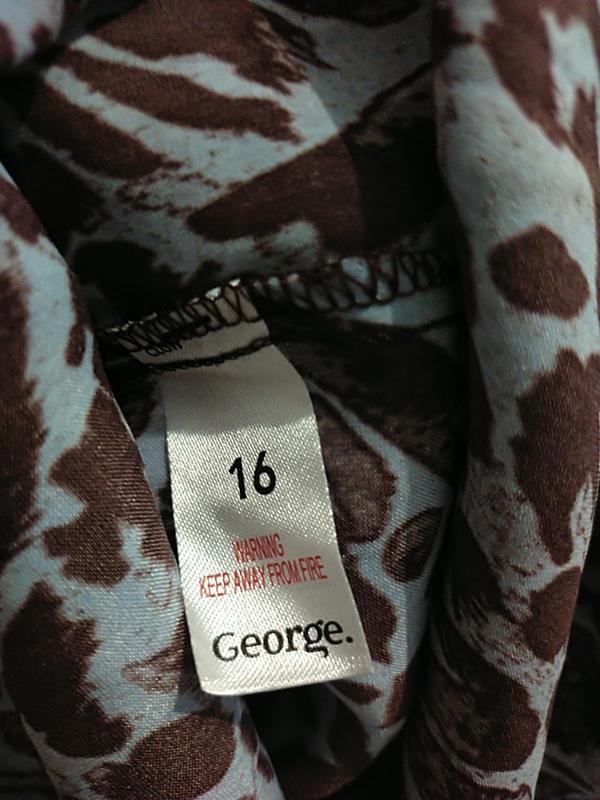 16
WARNING
KEEP AWAY FROM FIRE
George.